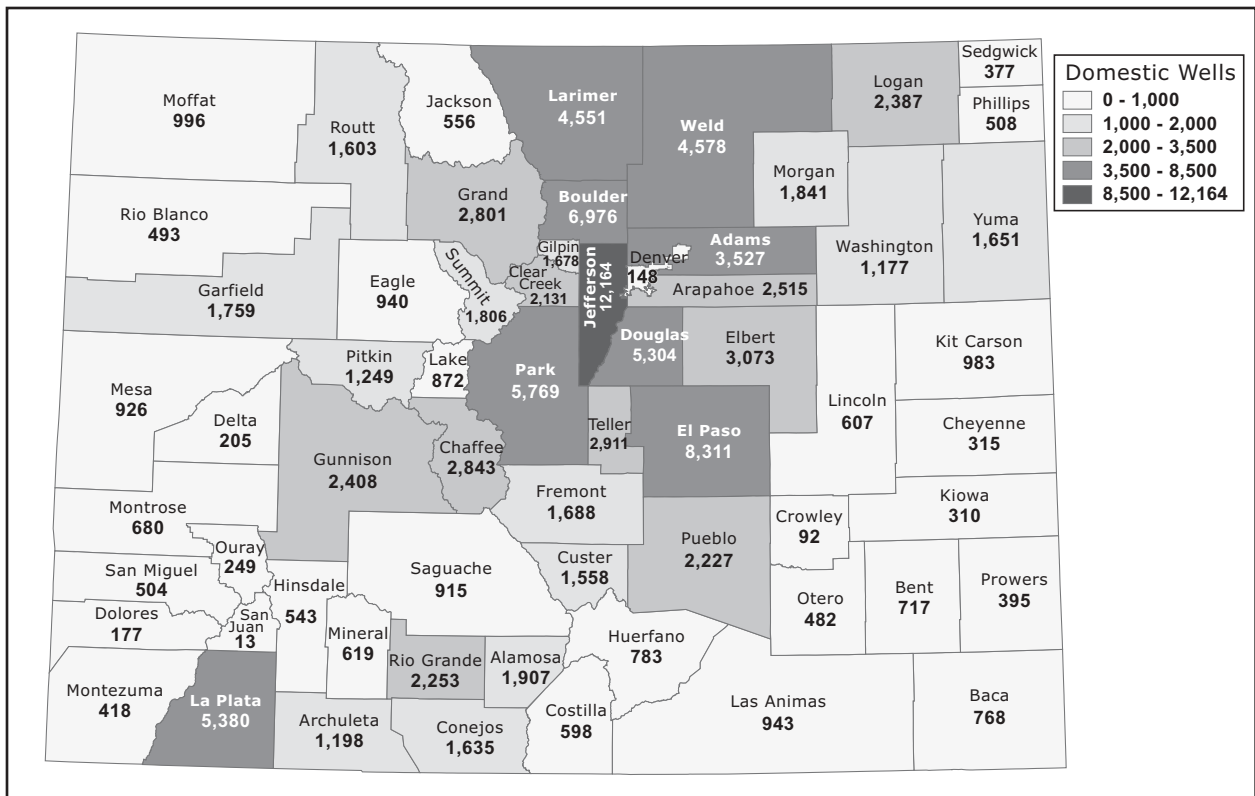 Domestic Wells
0 - 1,000
1,000 - 2,000
2,000 - 3,500
3,500 - 8,500
8,500 - 12,164
Moffat
996
Routt
1,603
Jackson
556
Larimer
4,551
Weld
4,578
Logan
2,387
Sedgwick
377
Phillips
508
Rio Blanco
493
Grand
2,801
Boulder
6,976
Morgan
1,841
Washington
1,177
Yuma
1,651
Garfield
1,759
Eagle
940
Summit
1,806
Gilpin
1,678
Clear
Creek
2,131
Jefferson
12,164
Denver
148
Adams
3,527
Arapahoe 2,515
Mesa
926
Pitkin
1,249
Lake
872
Park
5,769
Douglas
5,304
Elbert
3,073
Lincoln
607
Kit Carson
983
Delta
205
Gunnison
2,408
Chaffee
2,843
Teller
2,911
El Paso
8,311
Cheyenne
315
Montrose
680
Ouray
249
Fremont
1,688
Crowley
92
Kiowa
310
San Miguel
504
Hinsdale
543
Saguache
915
Custer
1,558
Pueblo
2,227
Otero
482
Bent
717
Prowers
395
Dolores
177
San
Juan
13
Mineral
619
Rio Grande
2,253
Alamosa
1,907
Huerfano
783
Montezuma
418
La Plata
5,380
Archuleta
1,198
Conejos
1,635
Costilla
598
Las Animas
943
Baca
768